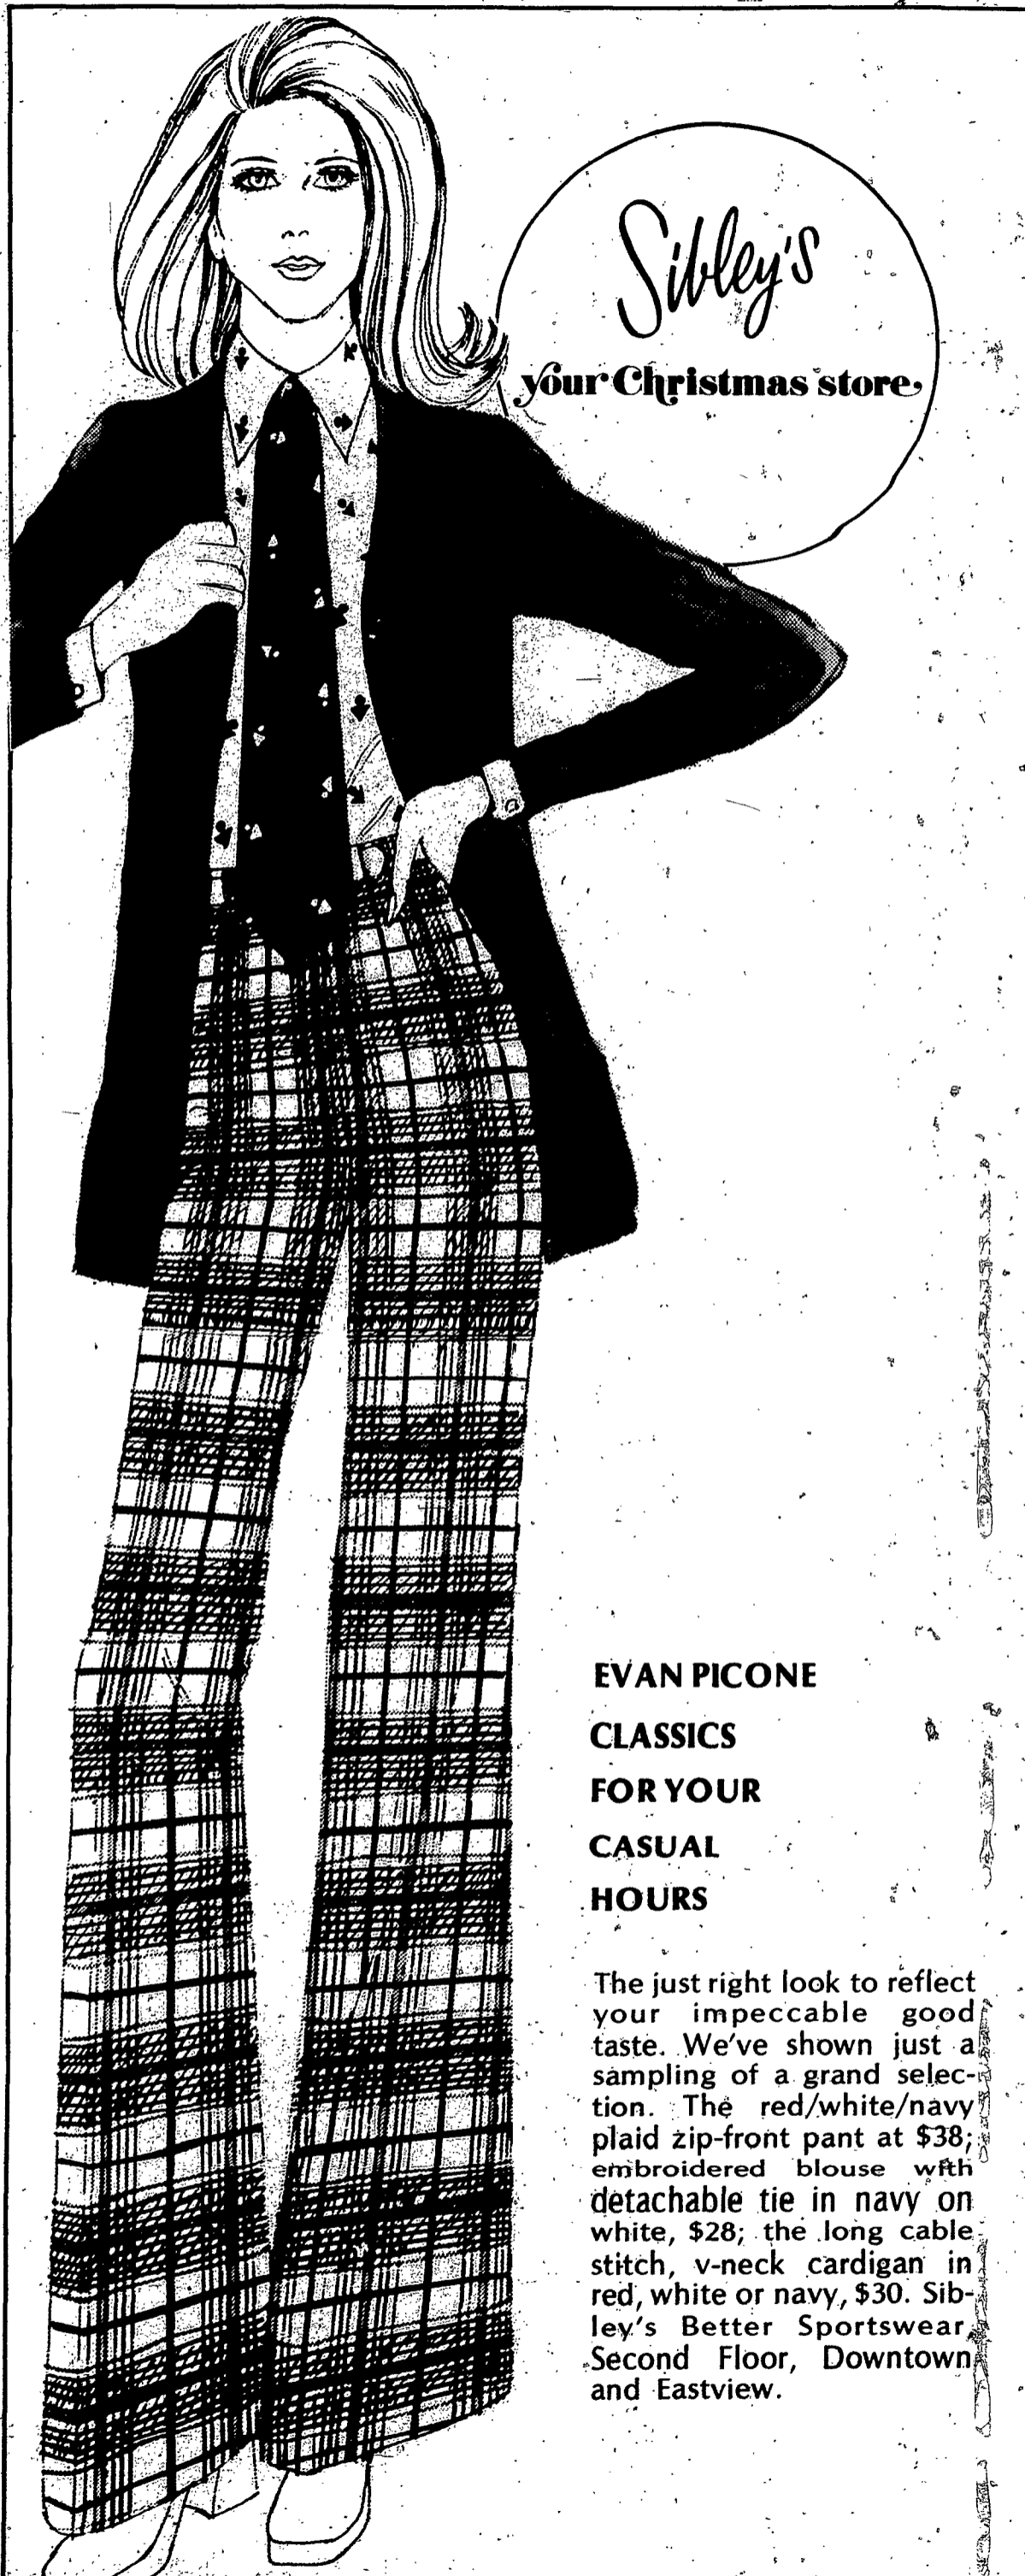 Sibley's
your Christmas store
EVAN PICONE
CLASSICS
FOR YOUR
CASUAL
HOURS
The just right look to reflect
your impeccable good
taste. We've shown just a
sampling of a grand selec-
tion. The red/white/navy
plaid zip-front pant at $38;
embroidered blouse with
detachable tie in navy on
white, $28; the long cable
stitch, v-neck cardigan in
red, white or navy, $30. Sib-
ley's Better Sportswear,
Second Floor, Downtown
and Eastview.